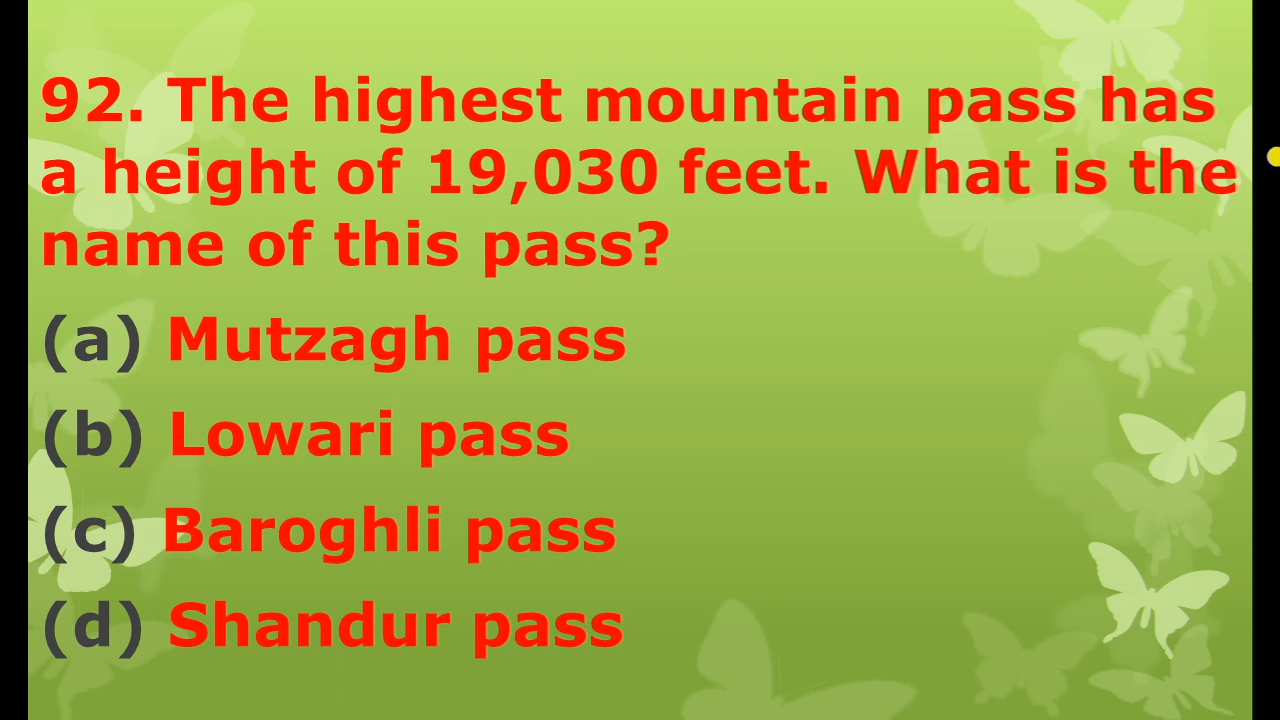 92. The highest mountain pass has
a height of 19,030 feet. What is the
name of this pass?
(a) Mutzagh pass
(b) Lowari pass
(c) Baroghli pass
(d) Shandur pass